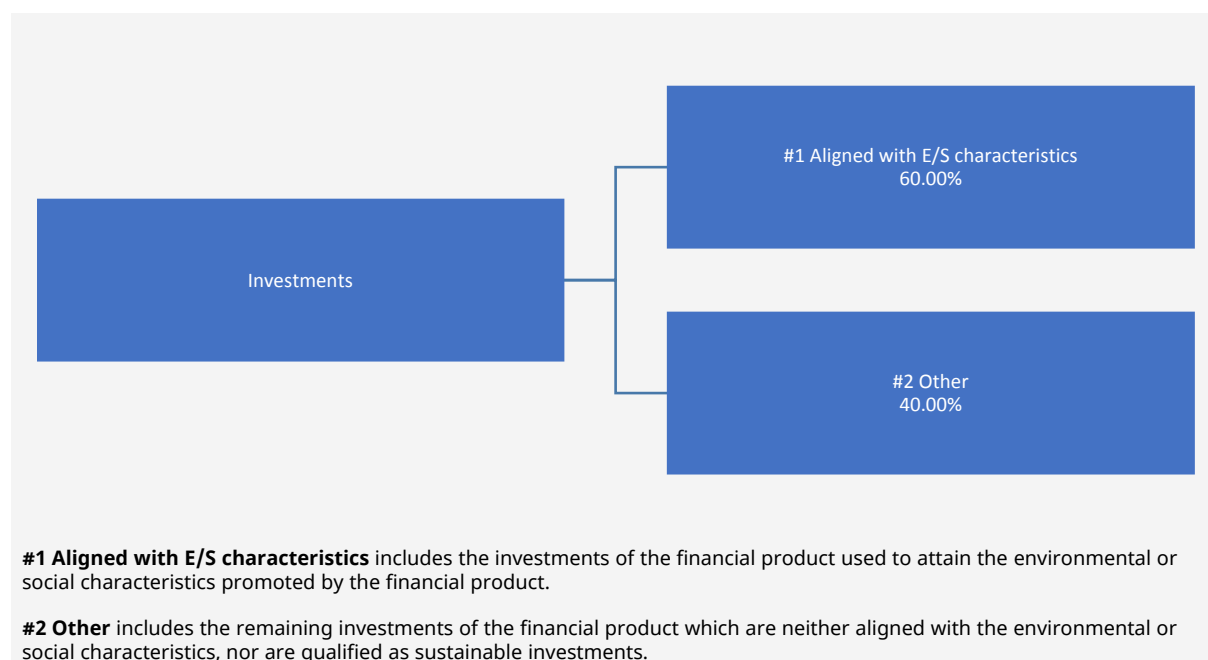 #1 Aligned with E/S characteristics
60.00%
Investments
#2 Other
40.00%
#1 Aligned with E/S characteristics includes the investments of the financial product used to attain the environmental or
social characteristics promoted by the financial product.
#2 Other includes the remaining investments of the financial product which are neither aligned with the environmental or
social characteristics, nor are qualified as sustainable investments.